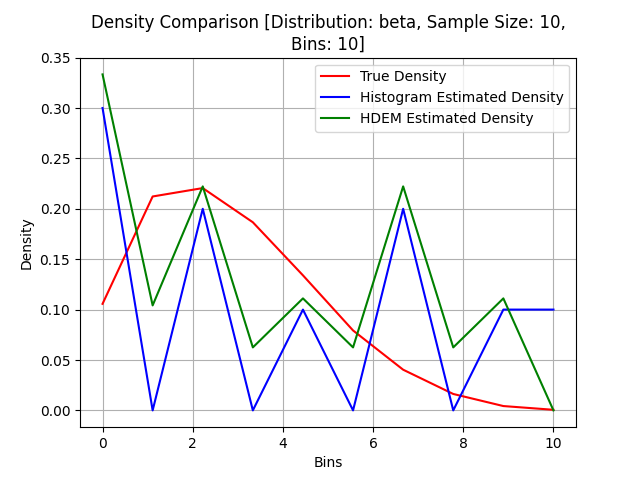 Density Comparison [Distribution: beta, Sample Size: 10,
Bins: 10]
0.35
0.30
0.25
0.20
0.15
0.10
0.05
0.00
Density
True Density
Histogram Estimated Density
HDEM Estimated Density
0 2 4 6 8 10
Bins